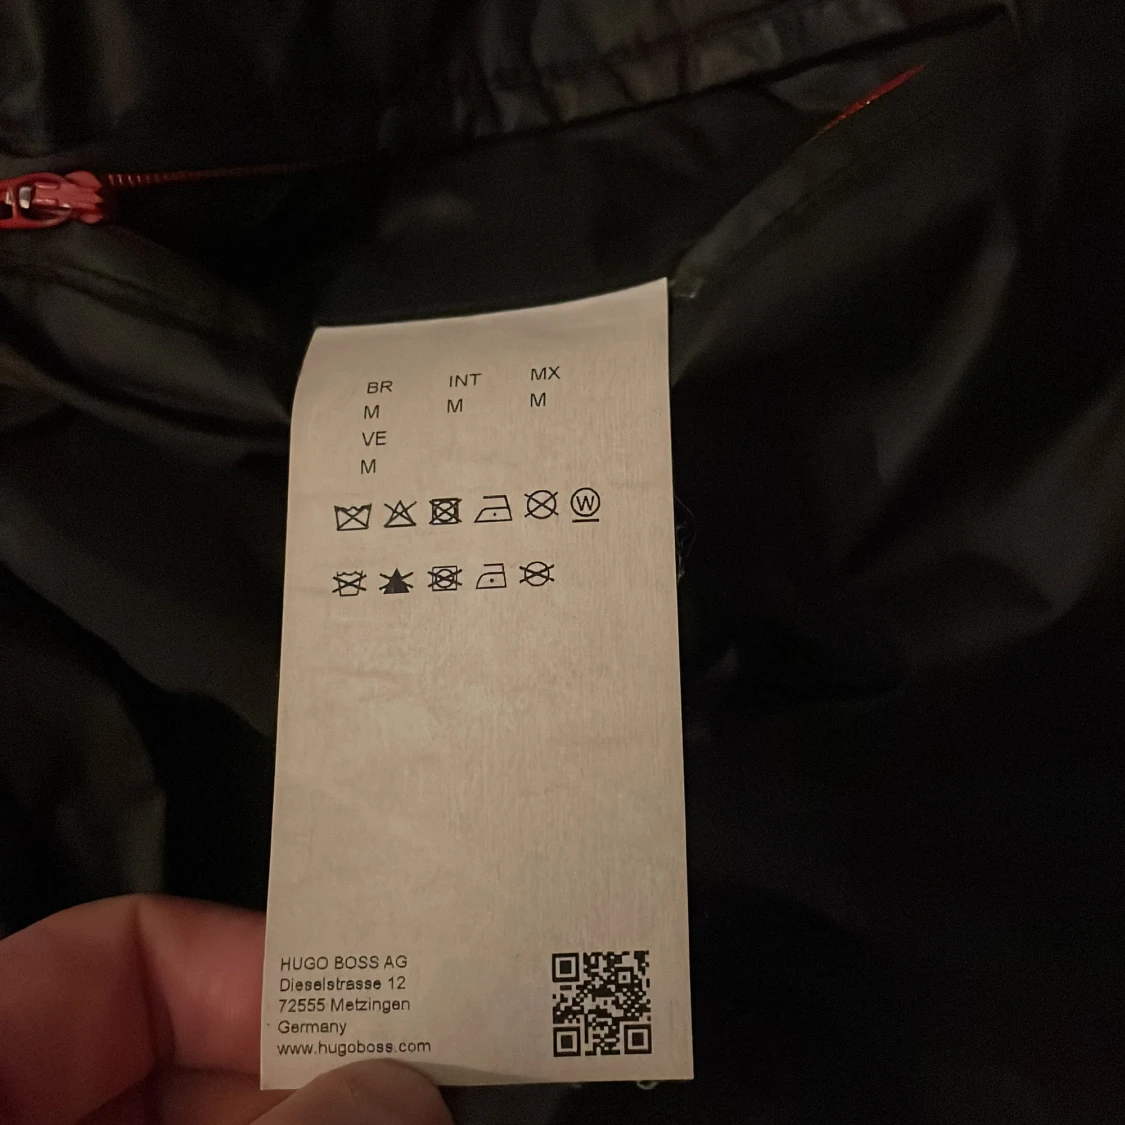 BR INT MX
M M M
VE
M
W
HUGO BOSS AG
Dieselstrasse 12
72555 Metzingen
Germany
www.hugoboss.com